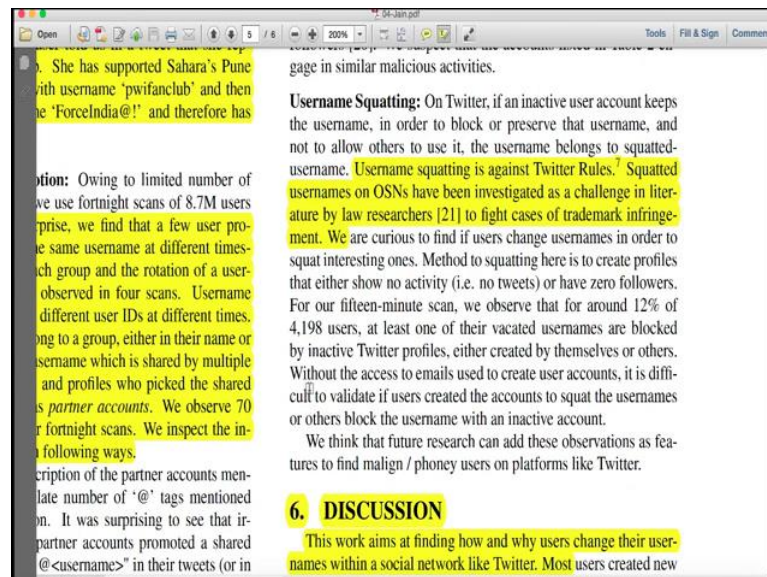 04-Jain.pdf
Open
5 / 6
200%
Tools Fill & Sign Commen
. She has supported Sahara's Pune
with username 'pwifanclub' and then
e 'ForceIndia@!' and therefore has
otion: Owing to limited number of
we use fortnight scans of 8.7M users
rprise, we find that a few user pro-
e same username at different times-
ch group and the rotation of a user-
observed in four scans. Username
different user IDs at different times.
ong to a group, either in their name or
sername which is shared by multiple
and profiles who picked the shared
s partner accounts. We observe 70
r fortnight scans. We inspect the in-
following ways.
cription of the partner accounts men-
late number of '@' tags mentioned
on. It was surprising to see that ir-
partner accounts promoted a shared
@<username>" in their tweets (or in
gage in similar malicious activities.
Username Squatting: On Twitter, if an inactive user account keeps
the username, in order to block or preserve that username, and
not to allow others to use it, the username belongs to squatted-
username. Username squatting is against Twitter Rules.7 Squatted
usernames on OSNs have been investigated as a challenge in liter-
ature by law researchers [21] to fight cases of trademark infringe-
ment. We are curious to find if users change usernames in order to
squat interesting ones. Method to squatting here is to create profiles
that either show no activity (i.e. no tweets) or have zero followers.
For our fifteen-minute scan, we observe that for around 12% of
4,198 users, at least one of their vacated usernames are blocked
by inactive Twitter profiles, either created by themselves or others.
Without the access to emails used to create user accounts, it is diffi-
cult to validate if users created the accounts to squat the usernames
or others block the username with an inactive account.
We think that future research can add these observations as fea-
tures to find malign / phoney users on platforms like Twitter.
6. DISCUSSION
This work aims at finding how and why users change their user-
names within a social network like Twitter. Most users created new